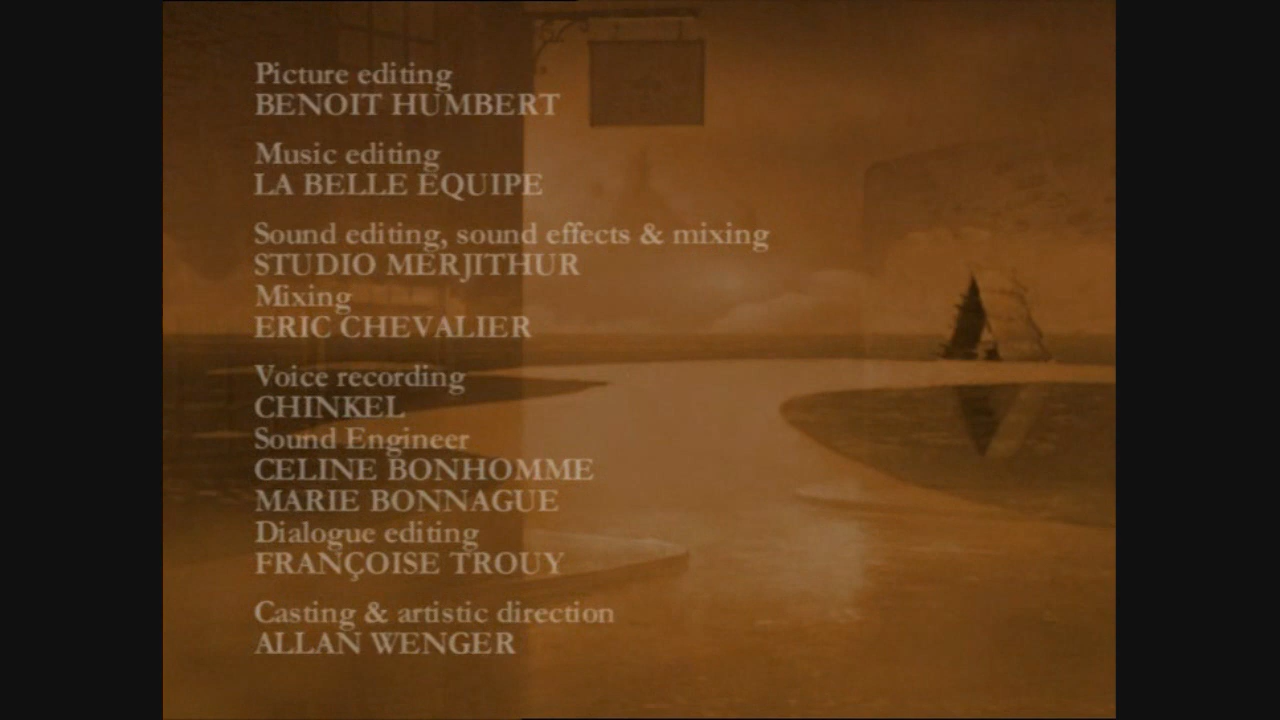 Picture editing
BENOIT HUMBERT
Music editing
LA BELLE EQUIPE
Sound editing, sound effects & mixing
STUDIO MERJITHUR
Mixing
ERIC CHEVALIER
Voice recording
CHINKEL
Sound Engineer
CELINE BONHOMME
MARIE BONNAGUE
Dialogue editing
FRANÇOISE TROUY
Casting & artistic direction
ALLAN WENGER